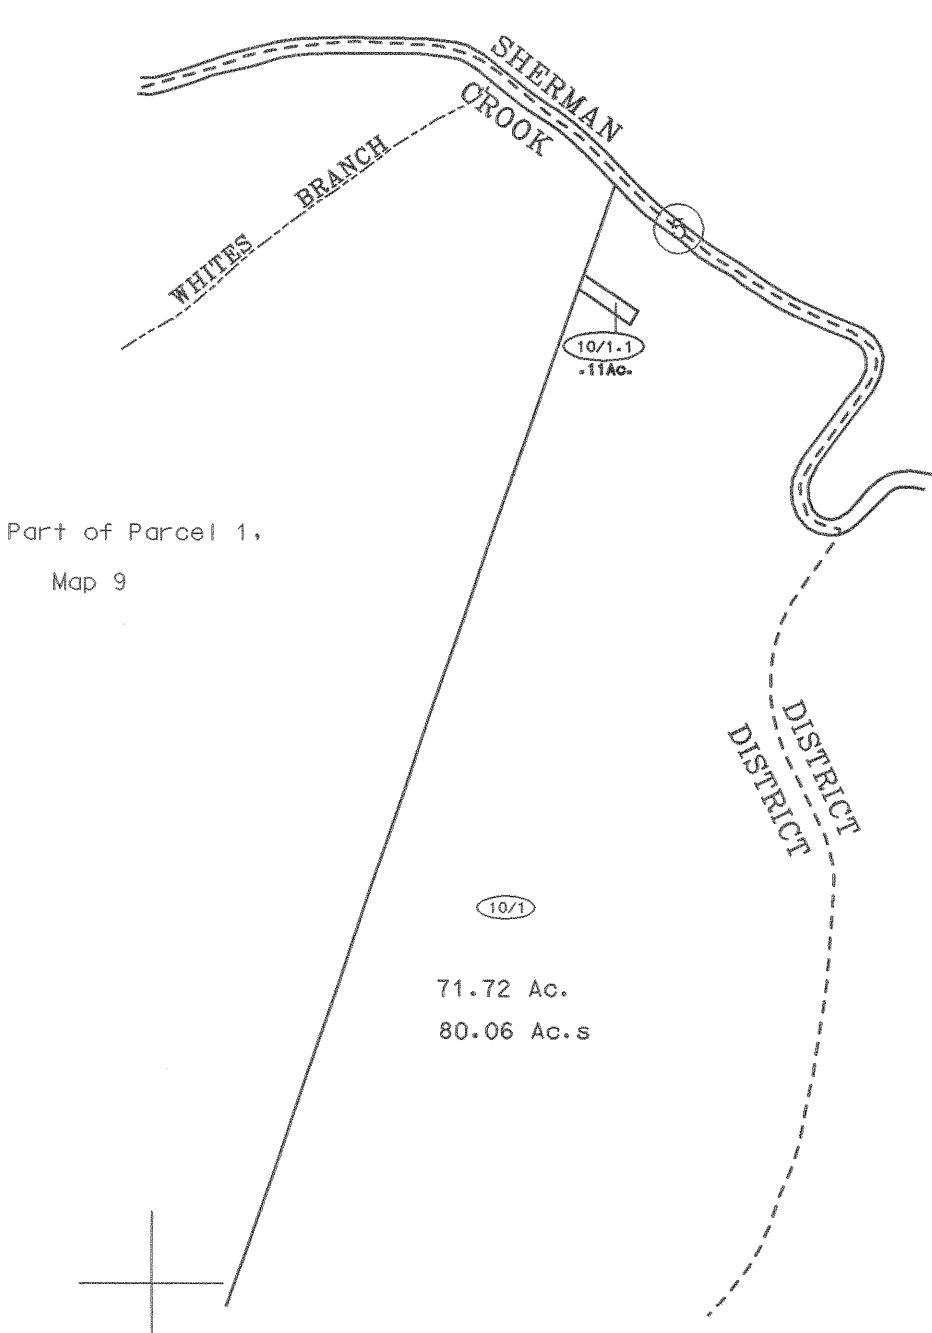 SHERMAN
CROOK
WHITES BRANCH
6
10/1.1
.11Ac.
Part of Parcel 1,
Map 9
DISTRICT
DISTRICT
10/1
71.72 Ac.
80.06 Ac.s